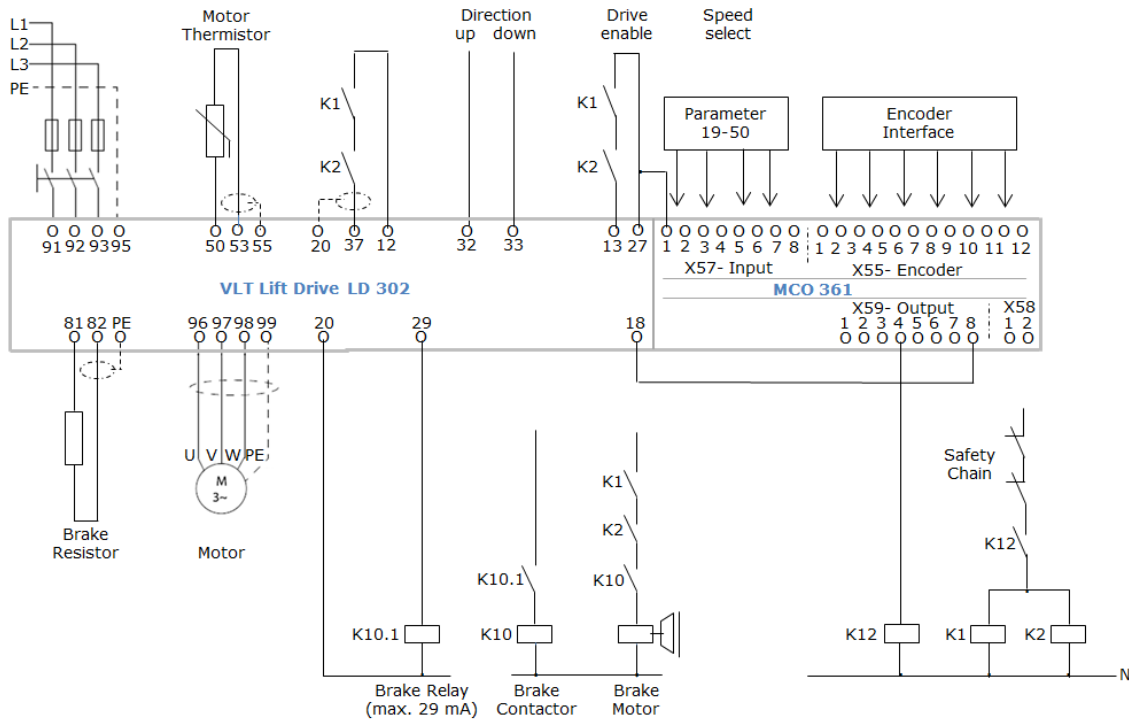 L1
L2
L3
PE
Motor
Thermistor
Direction
up down
Drive
enable
Speed
select
K1
K2
K1
K2
Parameter
19-50
Encoder
Interface
91 92 93 95
50 53 55
20 37 12
32 33
13 27
1 2 3 4 5 6 7 8
1 2 3 4 5 6 7 8 9 10 11 12
X57- Input
X55- Encoder
VLT Lift Drive LD 302
MCO 361
X59- Output
X58
81 82 PE
96 97 98 99
20
29
18
1 2 3 4 5 6 7 8
1 2
U V W PE
M
3~
Brake
Resistor
Motor
K10.1
K10.1
K10
K1
K2
K10
Safety
Chain
K12
K12
K1
K2
N
Brake Relay
(max. 29 mA)
Brake
Contactor
Brake
Motor